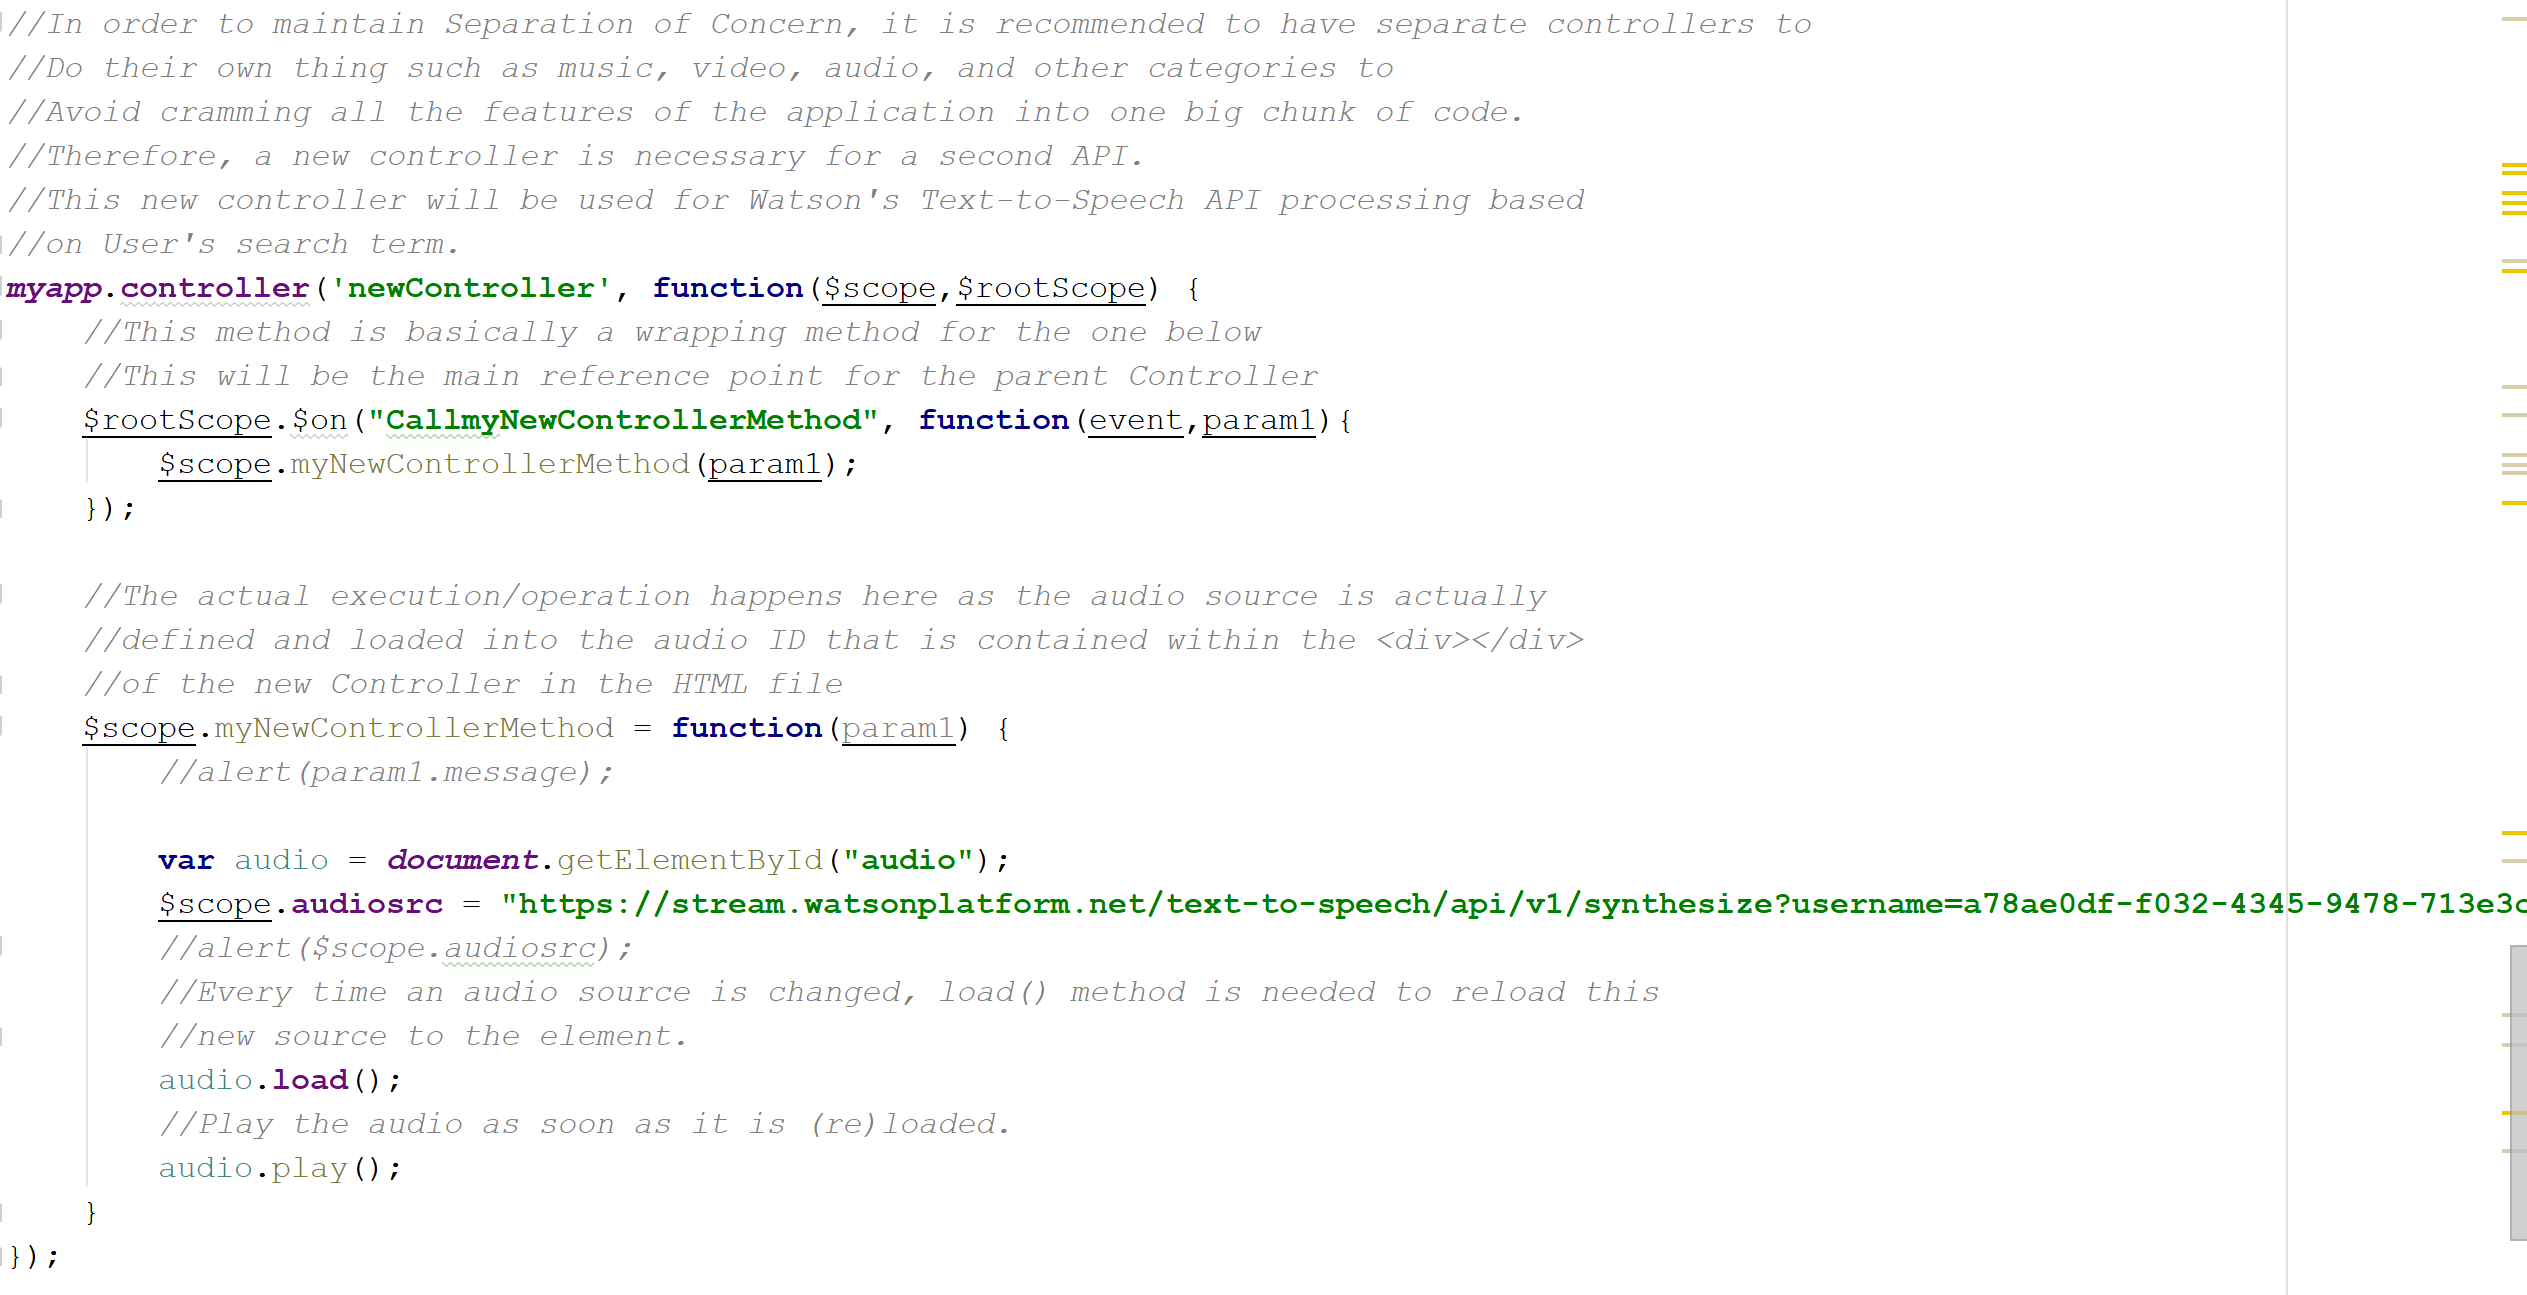 //In order to maintain Separation of Concern, it is recommended to have separate controllers to
//Do their own thing such as music, video, audio, and other categories to
//Avoid cramming all the features of the application into one big chunk of code.
//Therefore, a new controller is necessary for a second API.
//This new controller will be used for Watson's Text-to-Speech API processing based
//on User's search term.
myapp.controller('newController', function($scope,$rootScope) {
    //This method is basically a wrapping method for the one below
    //This will be the main reference point for the parent Controller
    $rootScope.$on("CallmyNewControllerMethod", function(event,param1){
        $scope.myNewControllerMethod(param1);
    });

    //The actual execution/operation happens here as the audio source is actually
    //defined and loaded into the audio ID that is contained within the <div></div>
    //of the new Controller in the HTML file
    $scope.myNewControllerMethod = function(param1) {
        //alert(param1.message);

        var audio = document.getElementById("audio");
        $scope.audiosrc = "https://stream.watsonplatform.net/text-to-speech/api/v1/synthesize?username=a78ae0df-f032-4345-9478-713e3c
        //alert($scope.audiosrc);
        //Every time an audio source is changed, load() method is needed to reload this
        //new source to the element.
        audio.load();
        //Play the audio as soon as it is (re)loaded.
        audio.play();
    }
});